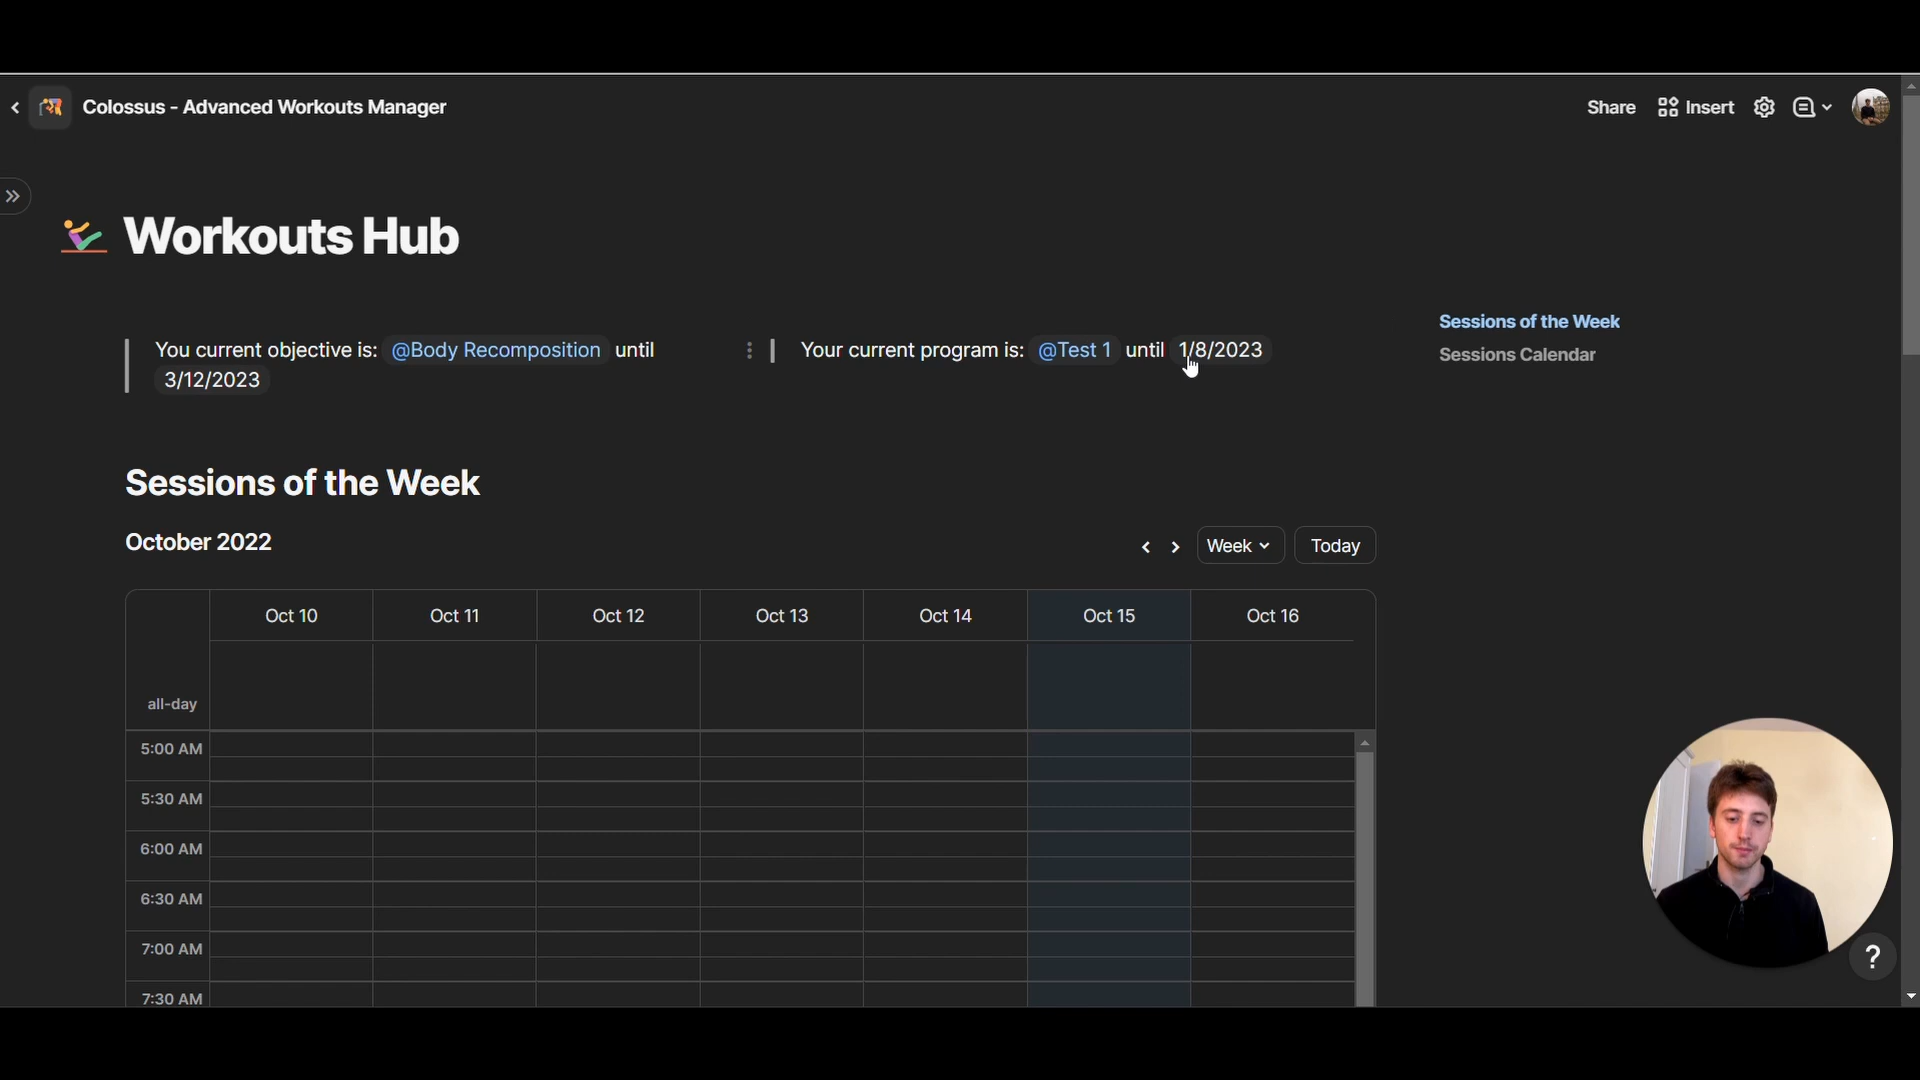 Colossus - Advanced Workouts Manager
Share Insert
Workouts Hub
You current objective is: @Body Recomposition until
3/12/2023
Your current program is: @Test 1 until 1/8/2023
Sessions of the Week
Sessions Calendar
Sessions of the Week
October 2022
Week Today
Oct 10 Oct 11 Oct 12 Oct 13 Oct 14 Oct 15 Oct 16
all-day
5:00 AM
5:30 AM
6:00 AM
6:30 AM
7:00 AM
7:30 AM
?